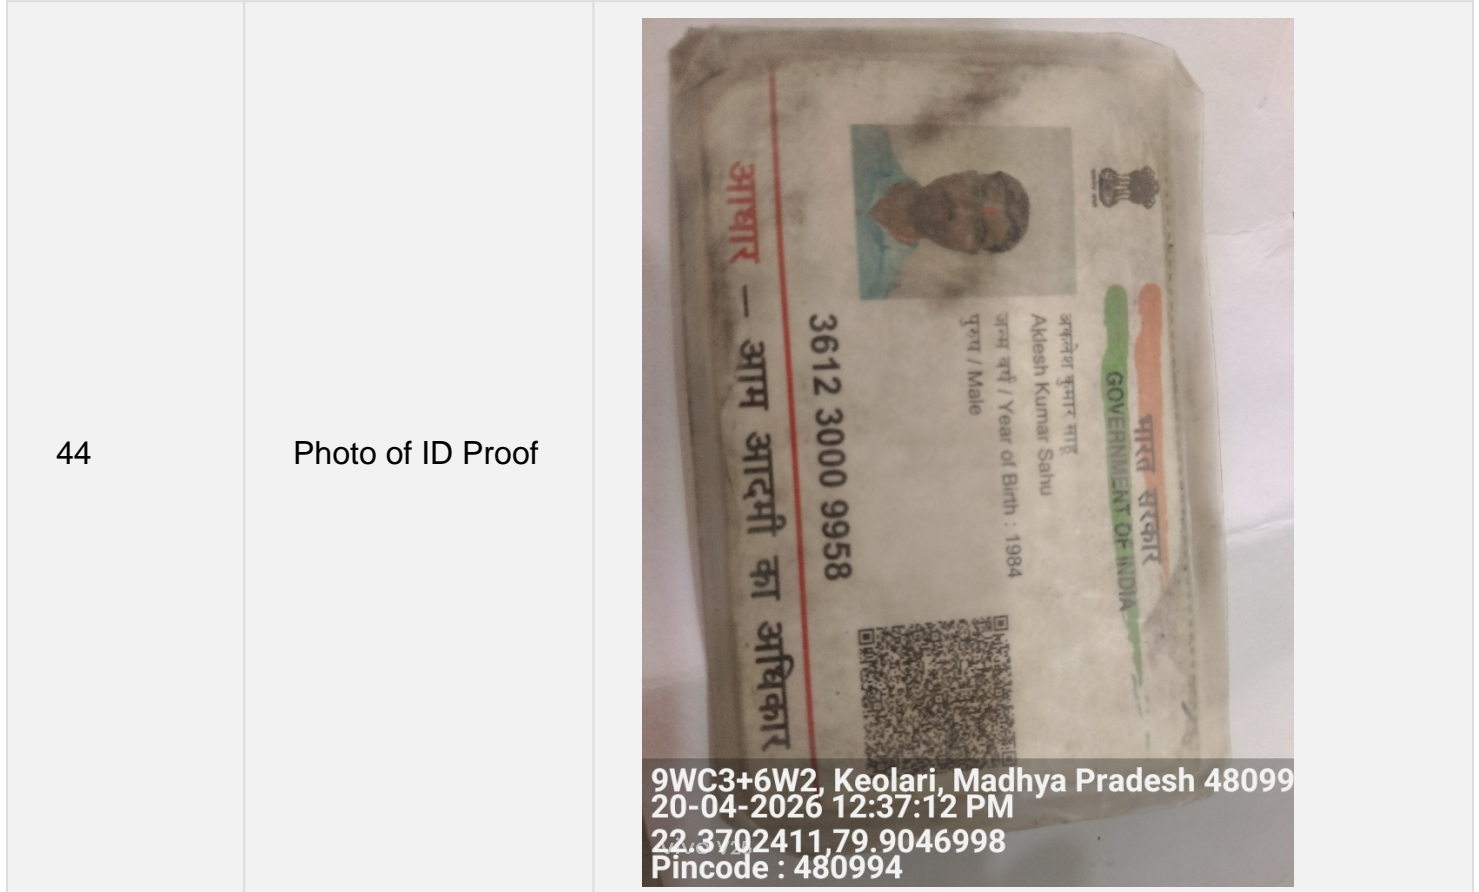 44
Photo of ID Proof
भारत सरकार
GOVERNMENT OF INDIA
अकलेश कुमार साहू
Aklesh Kumar Sahu
जन्म वर्ष / Year of Birth : 1984
पुरुष / Male
3612 3000 9958
आधार — आम आदमी का अधिकार
9WC3+6W2, Keolari, Madhya Pradesh 48099
20-04-2026 12:37:12 PM
22.3702411,79.9046998
Pincode : 480994